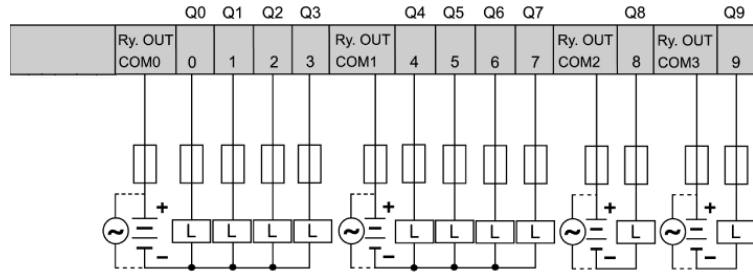 Q0 Q1 Q2 Q3 Q4 Q5 Q6 Q7 Q8 Q9
Ry. OUT Ry. OUT Ry. OUT Ry. OUT
COM0 0 1 2 3 COM1 4 5 6 7 COM2 8 COM3 9
+ + + +
~ L L L L ~ L L L L ~ L ~ L
− − − −